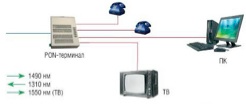 PON-терминал
ПК
1490 нм
1310 нм
1550 нм (ТВ)
ТВ